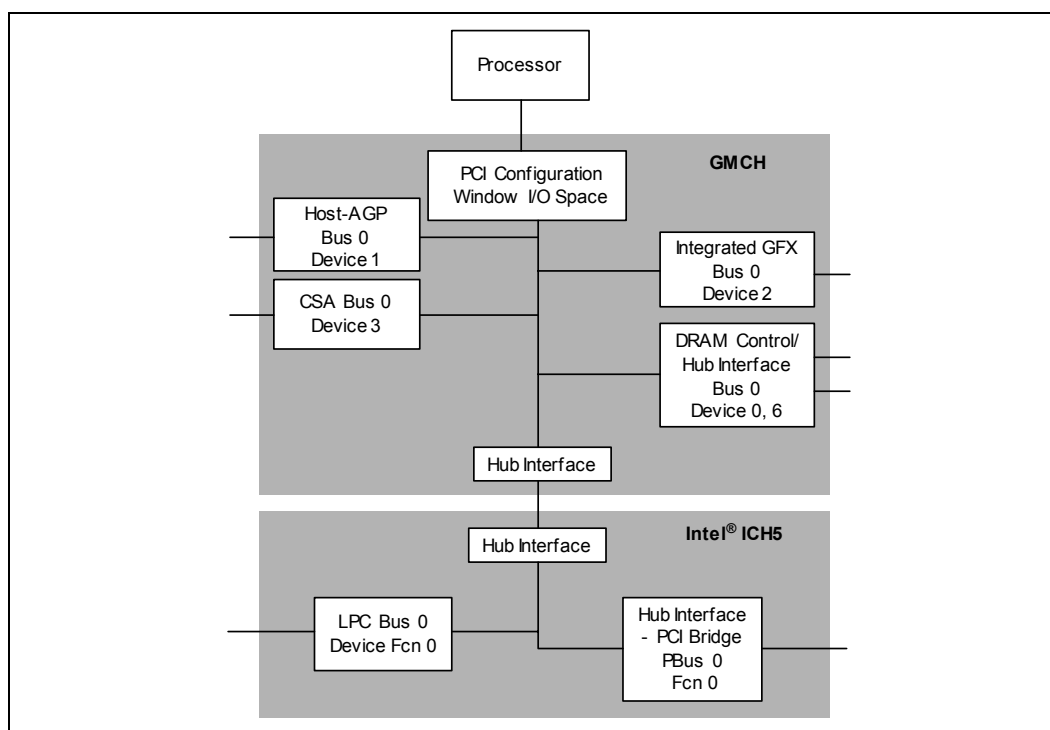 Processor
GMCH
PCI Configuration
Window I/O Space
Host-AGP
Bus 0
Device 1
Integrated GFX
Bus 0
Device 2
CSA Bus 0
Device 3
DRAM Control/
Hub Interface
Bus 0
Device 0, 6
Hub Interface
Intel® ICH5
Hub Interface
LPC Bus 0
Device Fcn 0
Hub Interface
- PCI Bridge
PBus 0
Fcn 0